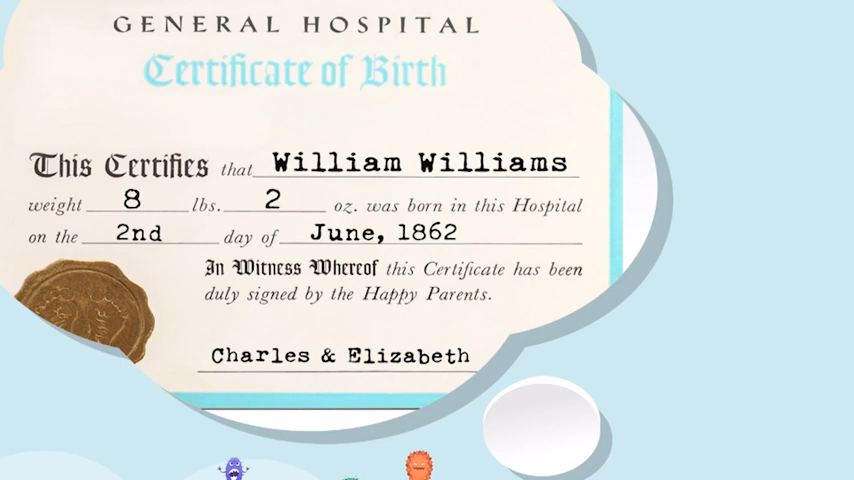 GENERAL HOSPITAL
Certificate of Birth
This Certifies that William Williams
weight 8 lbs. 2 oz. was born in this Hospital
on the 2nd day of June, 1862
In Witness Whereof this Certificate has been
duly signed by the Happy Parents.
Charles & Elizabeth